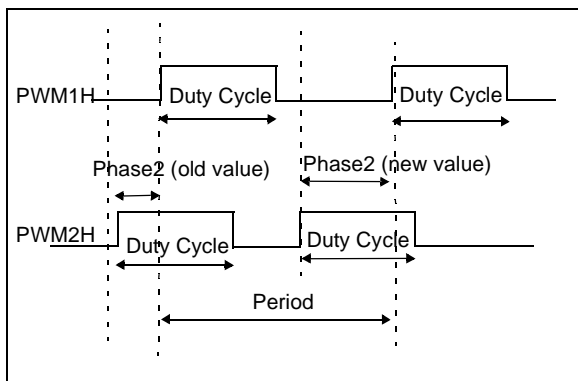 PWM1H
Duty Cycle
Duty Cycle
Phase2 (old value)
Phase2 (new value)
PWM2H
Duty Cycle
Duty Cycle
Period